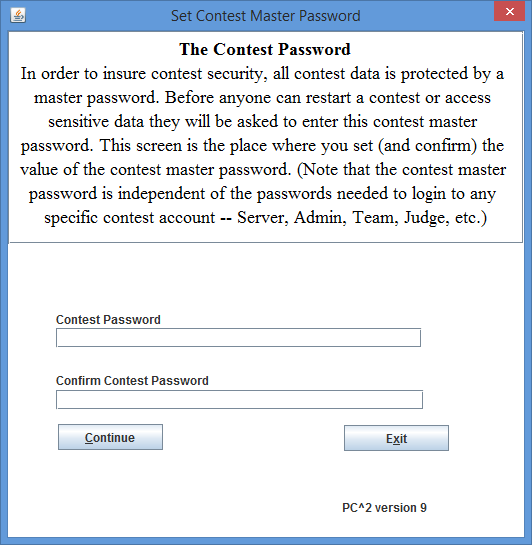 Set Contest Master Password
The Contest Password
In order to insure contest security, all contest data is protected by a
master password. Before anyone can restart a contest or access
sensitive data they will be asked to enter this contest master
password. This screen is the place where you set (and confirm) the
value of the contest master password. (Note that the contest master
password is independent of the passwords needed to login to any
specific contest account -- Server, Admin, Team, Judge, etc.)
Contest Password
Confirm Contest Password
Continue
Exit
PC^2 version 9